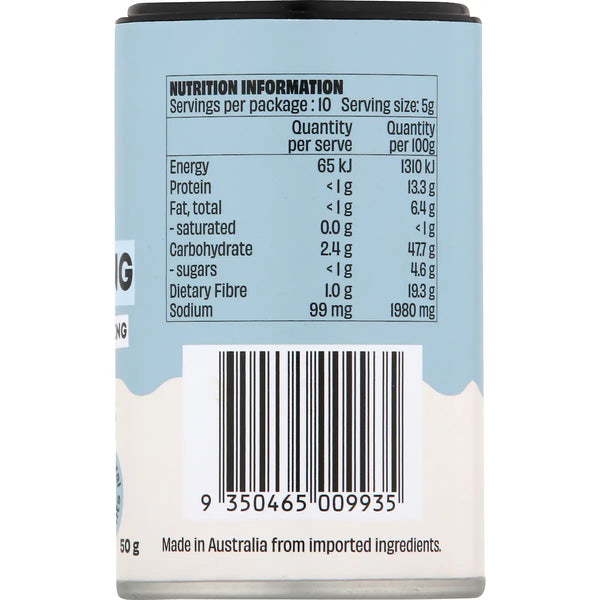 NUTRITION INFORMATION
Servings per package : 10 Serving size: 5g
Quantity per serve Quantity per 100g
Energy 65 kJ 1310 kJ
Protein <1 g 13.3 g
Fat, total <1 g 6.4 g
- saturated 0.0 g <1 g
Carbohydrate 2.4 g 47.7 g
- sugars <1 g 4.6 g
Dietary Fibre 1.0 g 19.3 g
Sodium 99 mg 1980 mg
NG
NG
9 350465 009935
50 g
Made in Australia from imported ingredients.